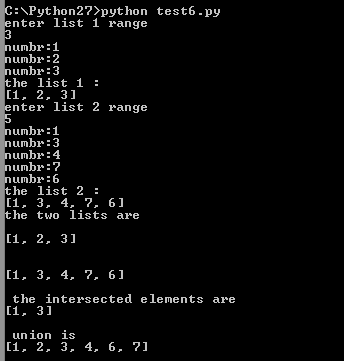 C:\Python27>python test6.py
enter list 1 range
3
numbr:1
numbr:2
numbr:3
the list 1 :
[1, 2, 3]
enter list 2 range
5
numbr:1
numbr:3
numbr:4
numbr:7
numbr:6
the list 2 :
[1, 3, 4, 7, 6]
the two lists are
[1, 2, 3]
[1, 3, 4, 7, 6]
the intersected elements are
[1, 3]
union is
[1, 2, 3, 4, 6, 7]